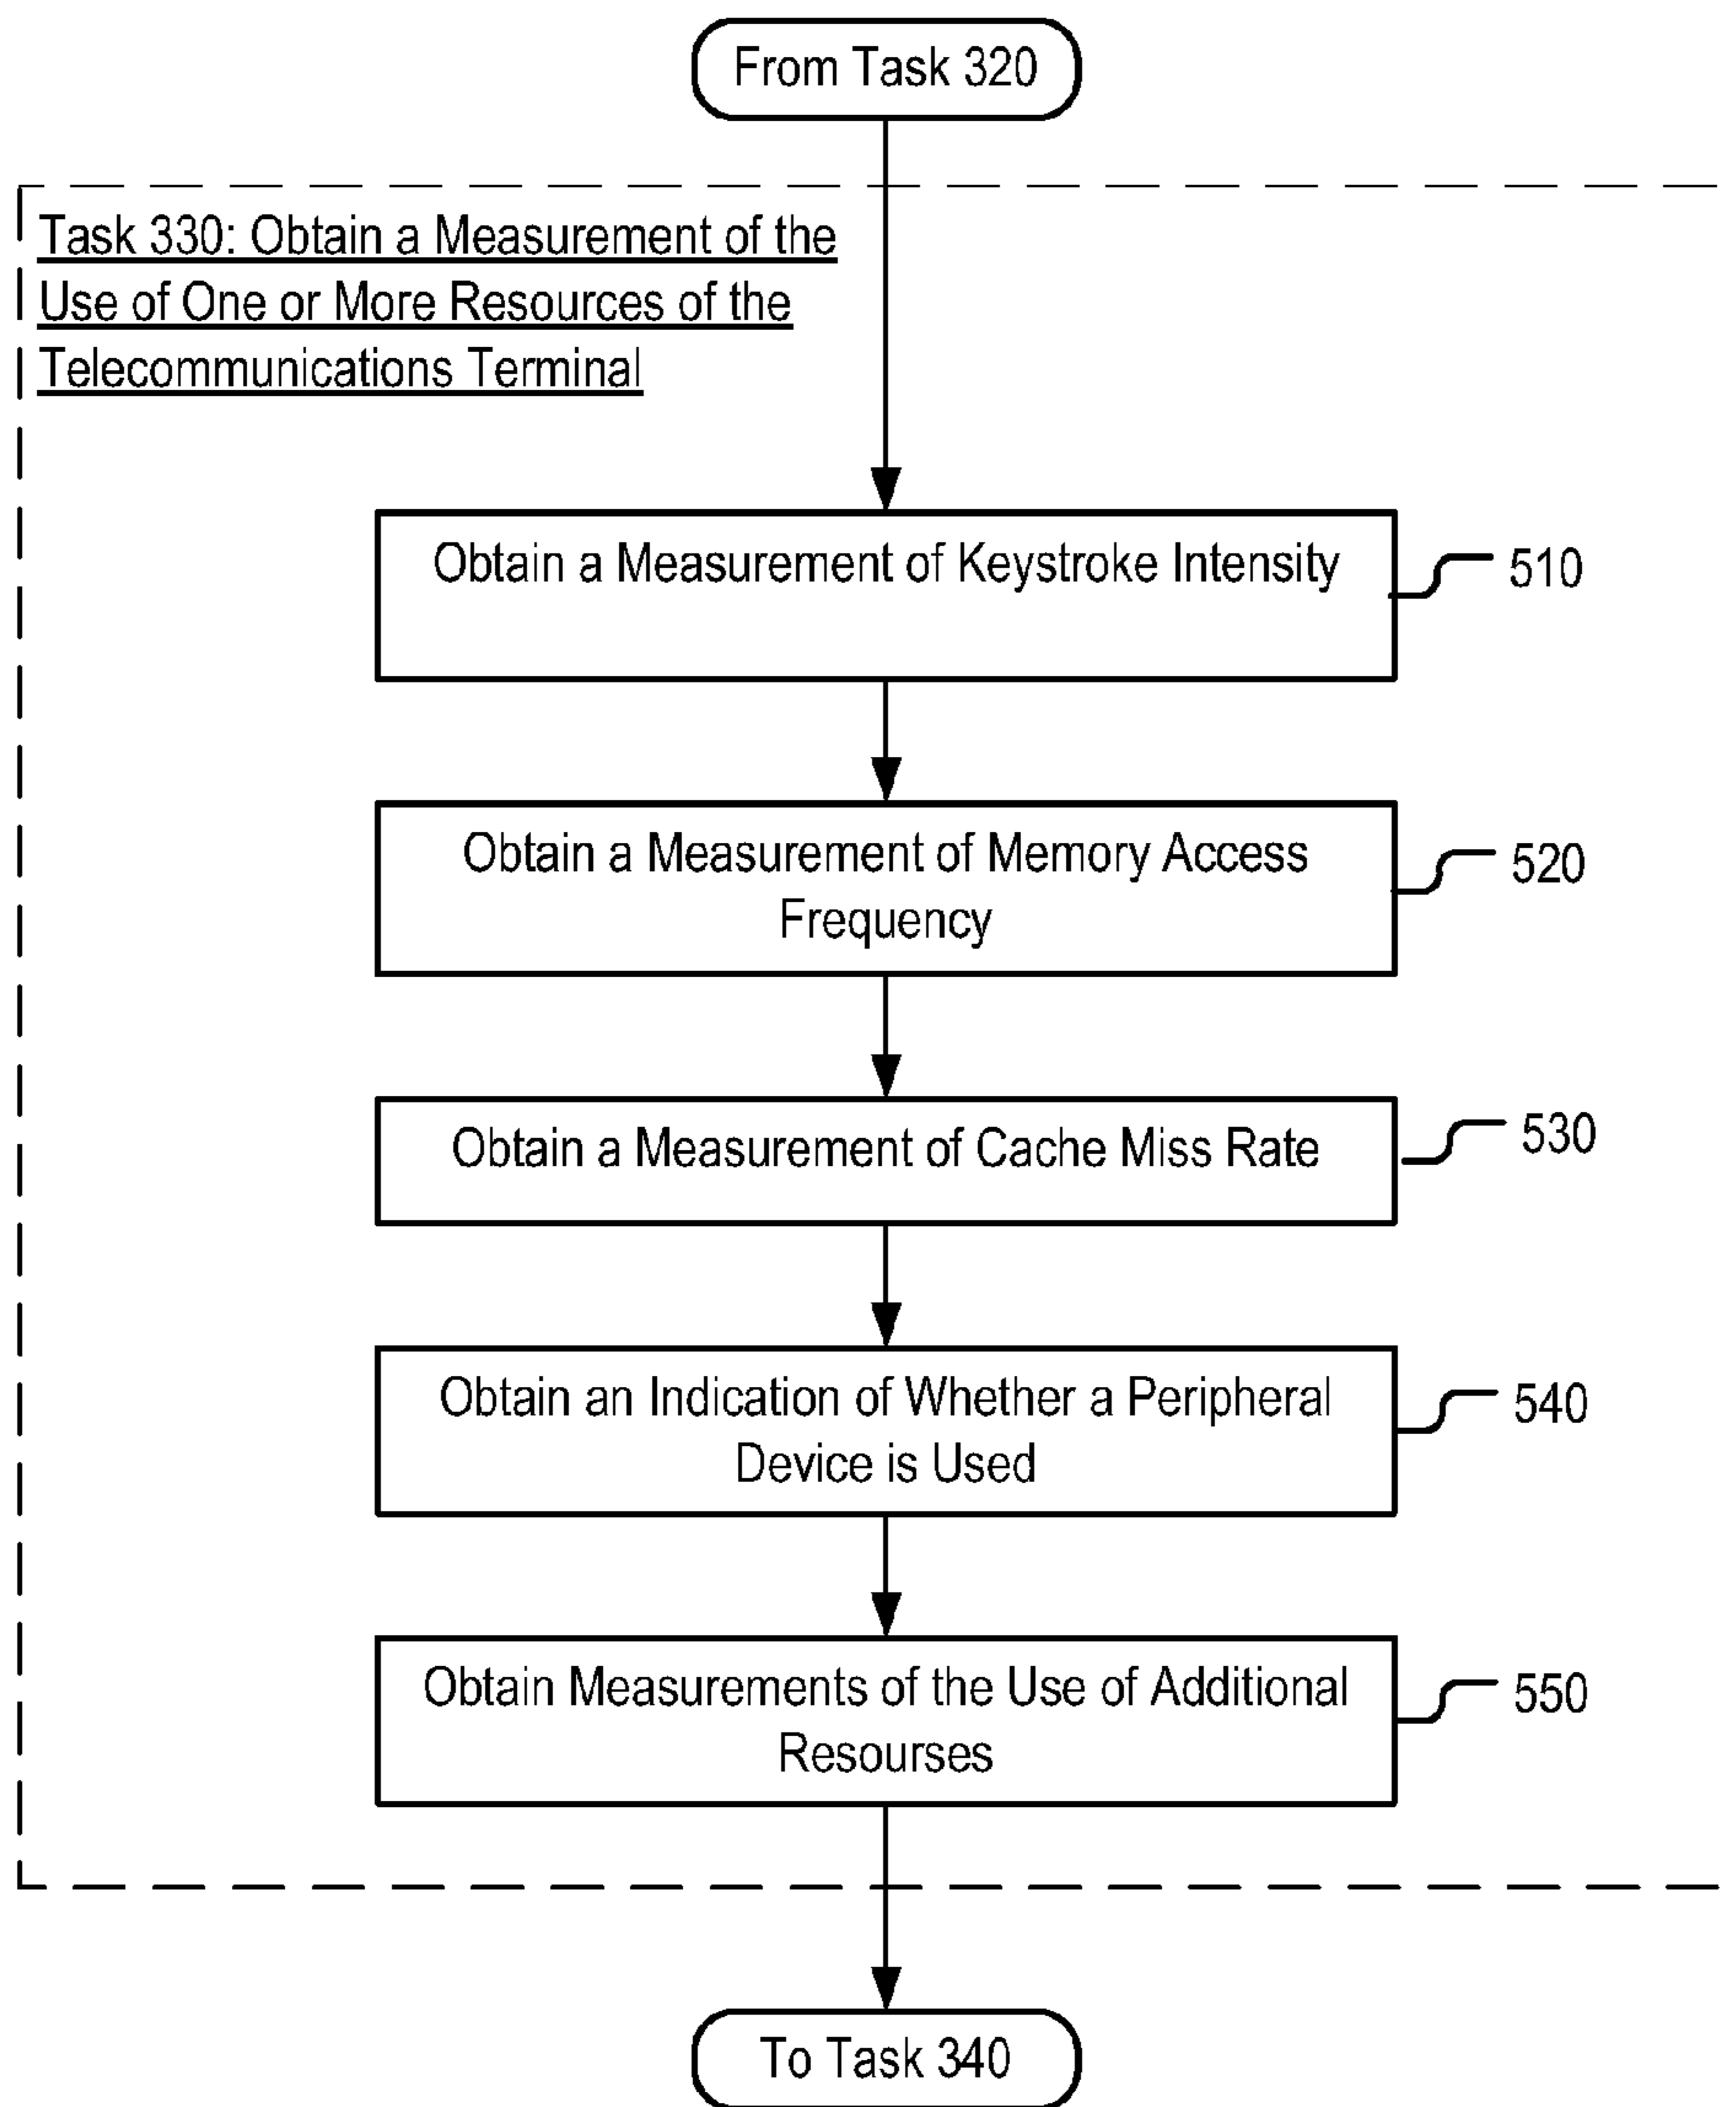 From Task 320
Task 330: Obtain a Measurement of the
Use of One or More Resources of the
Telecommunications Terminal
Obtain a Measurement of Keystroke Intensity
510
Obtain a Measurement of Memory Access
Frequency
520
Obtain a Measurement of Cache Miss Rate
530
Obtain an Indication of Whether a Peripheral
Device is Used
540
Obtain Measurements of the Use of Additional
Resourses
550
To Task 340